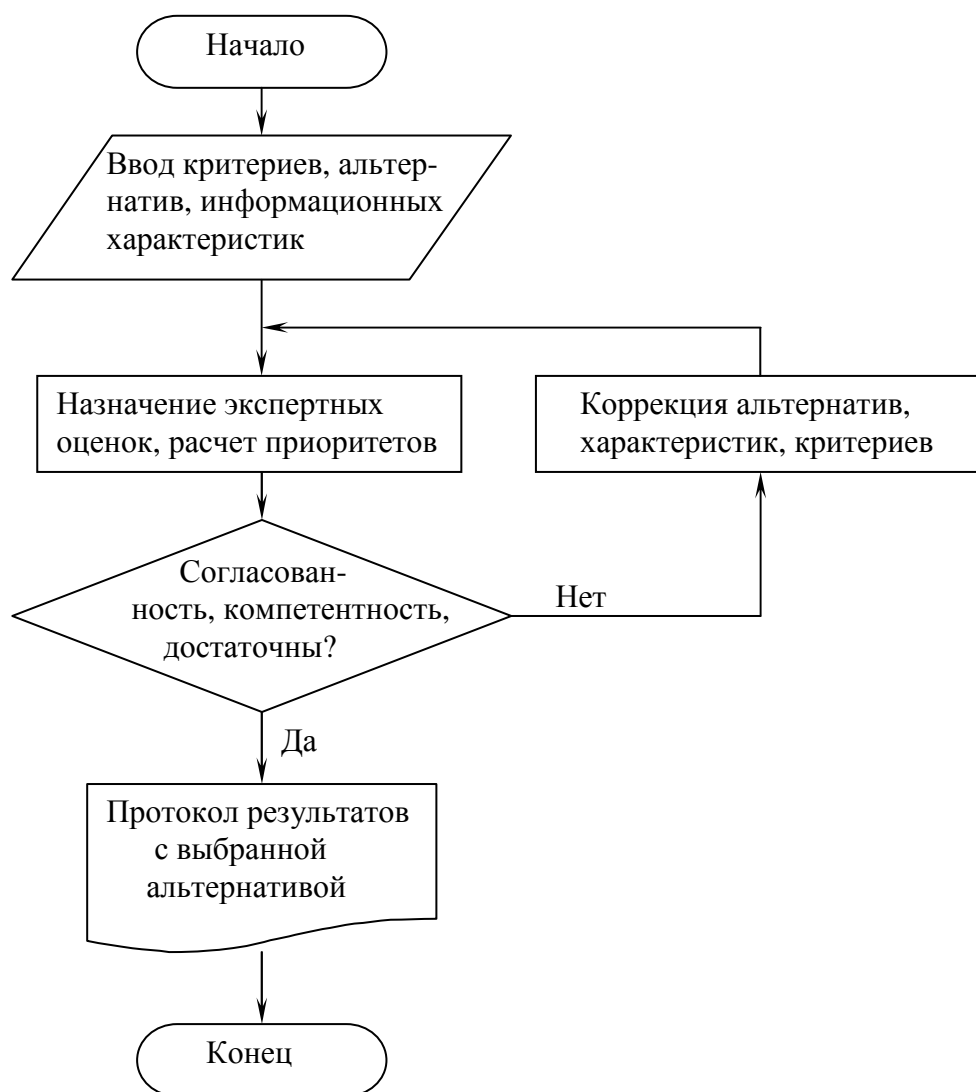 Начало
Ввод критериев, альтер-
натив, информационных
характеристик
Назначение экспертных
оценок, расчет приоритетов
Коррекция альтернатив,
характеристик, критериев
Согласован-
ность, компетентность,
достаточны?
Нет
Да
Протокол результатов
с выбранной
альтернативой
Конец